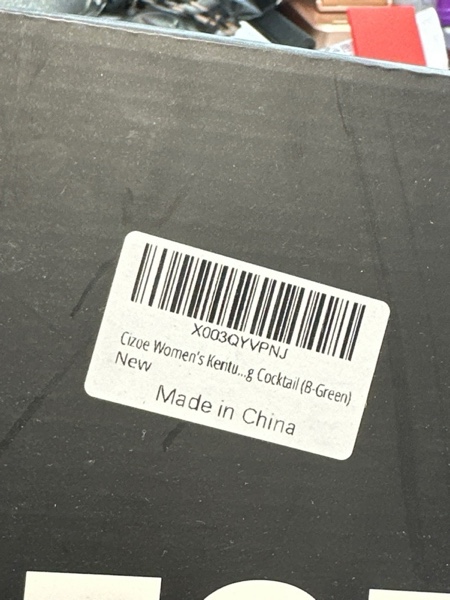 X003QYVPNJ
Cizoe Women's Kentu...g Cocktail (B-Green)
New
Made in China